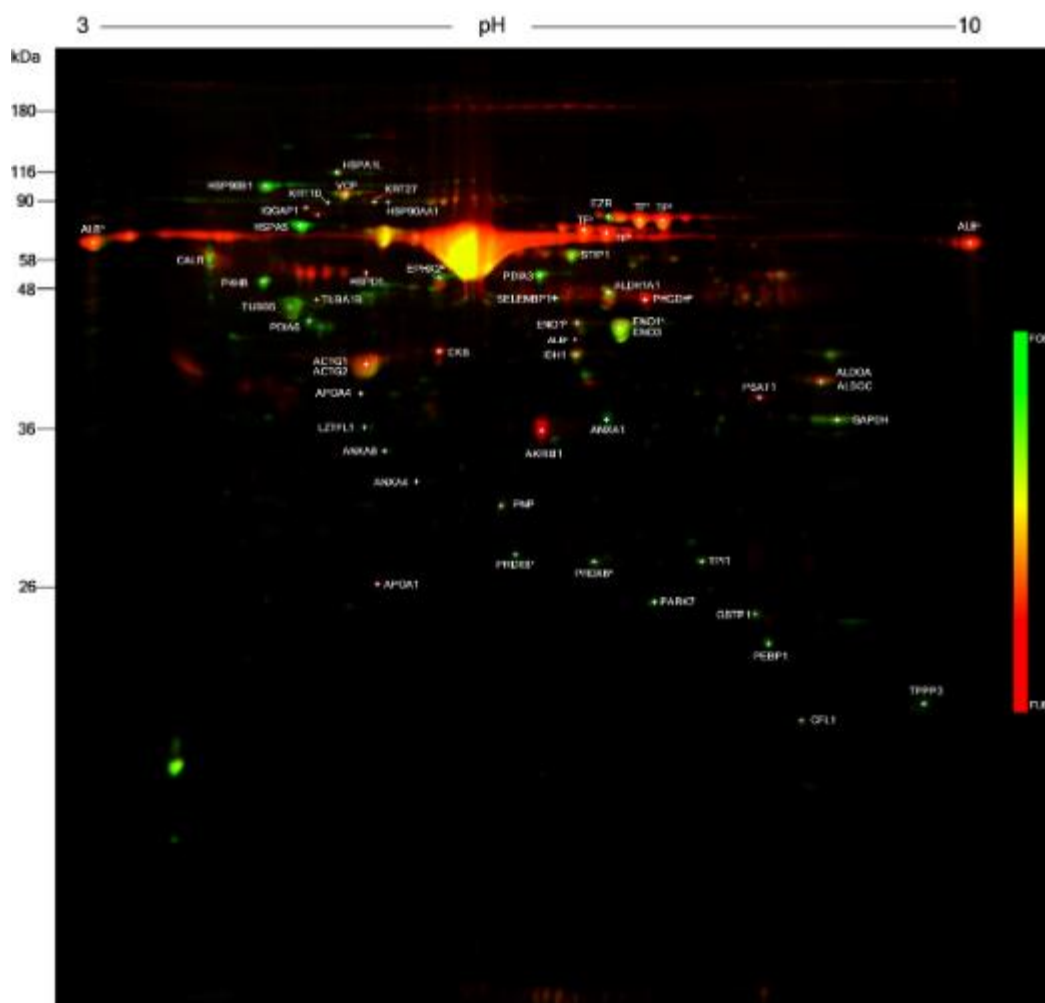 3 pH 10
kDa
180
116
90
58
48
36
26
HSPA1L
HSP90B1
VCP
KRT10
KRT27
IQGAP1
HSP90AA1
HSPA5
EZR
TF*
TF*
TF*
TF*
ALB*
ALB*
CALR
STIP1
EPHX2*
PDIA3
HSPD1
P4HB
ALDH1A1
SELENBP1
PHGDH*
TUBA1B
TUBB5
PDIA6
ENO1*
ENO1*
ENO3
ALB*
IDH1
CKB
ACTG1
ACTG2
ALDOA
ALDOC
PSAT1
APOA4
GAPDH
LZTFL1
ANXA1
AKR1B1
ANXA4
PNP
PRDX6*
PRDX6*
TPI1
APOA1
PARK7
GSTP1
PEBP1
TPPP3
CFL1